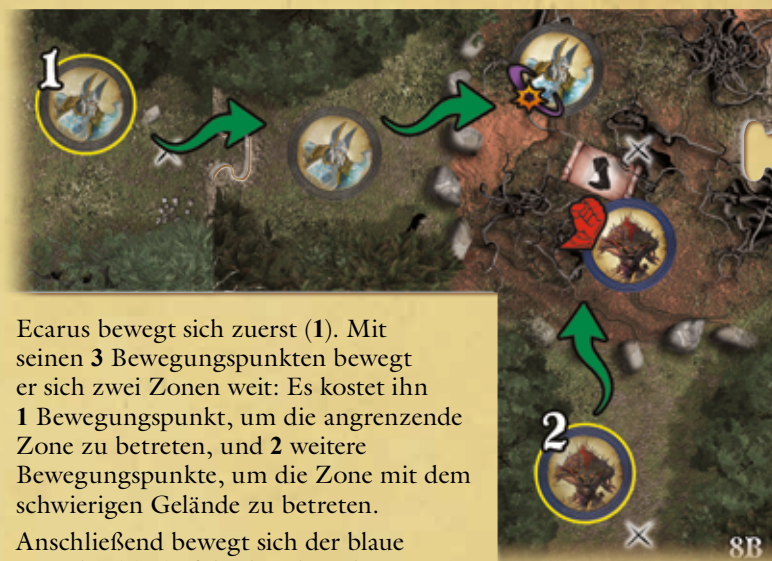 1
2
8B
Ecarus bewegt sich zuerst (1). Mit
seinen 3 Bewegungspunkten bewegt
er sich zwei Zonen weit: Es kostet ihn
1 Bewegungspunkt, um die angrenzende
Zone zu betreten, und 2 weitere
Bewegungspunkte, um die Zone mit dem
schwierigen Gelände zu betreten.
Anschließend bewegt sich der blaue